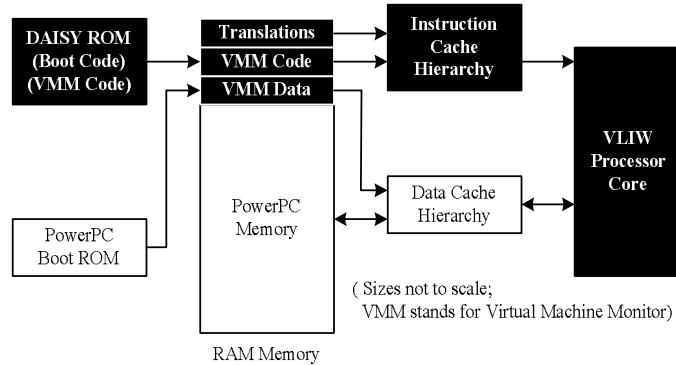 DAISY ROM
(Boot Code)
(VMM Code)
Translations
VMM Code
VMM Data
Instruction
Cache
Hierarchy
VLIW
Processor
Core
PowerPC
Memory
Data Cache
Hierarchy
PowerPC
Boot ROM
( Sizes not to scale;
VMM stands for Virtual Machine Monitor)
RAM Memory